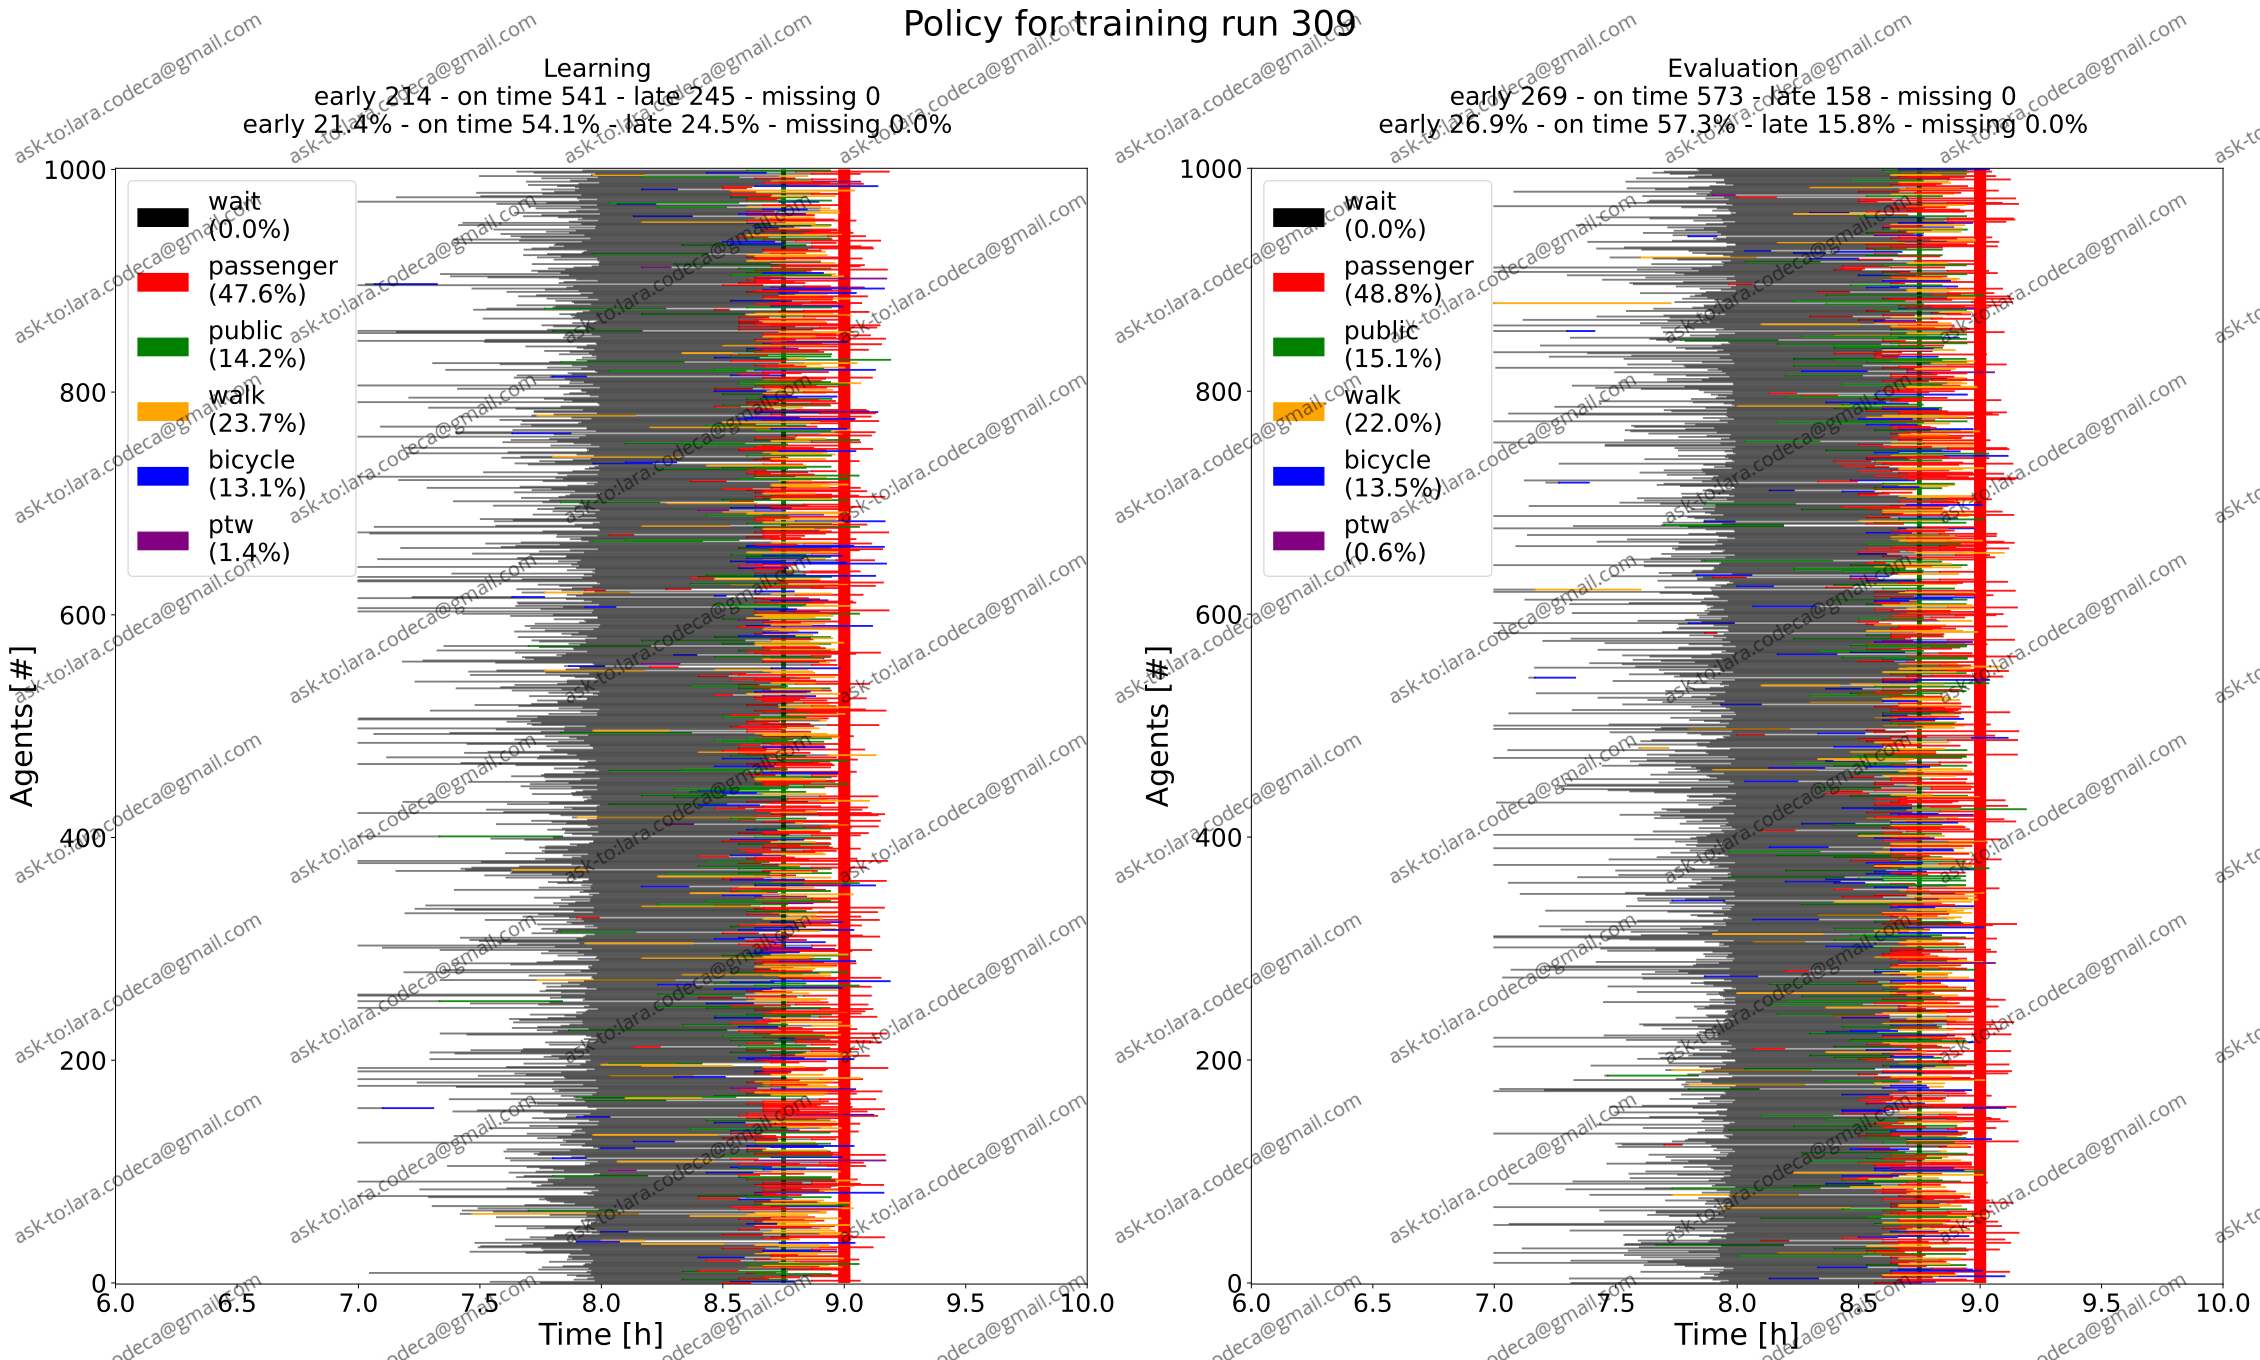 Policy for training run 309
Learning
early 214 - on time 541 - late 245 - missing 0
early 21.4% - on time 54.1% - late 24.5% - missing 0.0%
1000
800
600
400
200
0
Agents [#]
wait
(0.0%)
passenger
(47.6%)
public
(14.2%)
walk
(23.7%)
bicycle
(13.1%)
ptw
(1.4%)
6.0 6.5 7.0 7.5 8.0 8.5 9.0 9.5 10.0
Time [h]
Evaluation
early 269 - on time 573 - late 158 - missing 0
early 26.9% - on time 57.3% - late 15.8% - missing 0.0%
1000
800
600
400
200
0
Agents [#]
wait
(0.0%)
passenger
(48.8%)
public
(15.1%)
walk
(22.0%)
bicycle
(13.5%)
ptw
(0.6%)
6.0 6.5 7.0 7.5 8.0 8.5 9.0 9.5 10.0
Time [h]
ask-to:lara.codeca@gmail.com